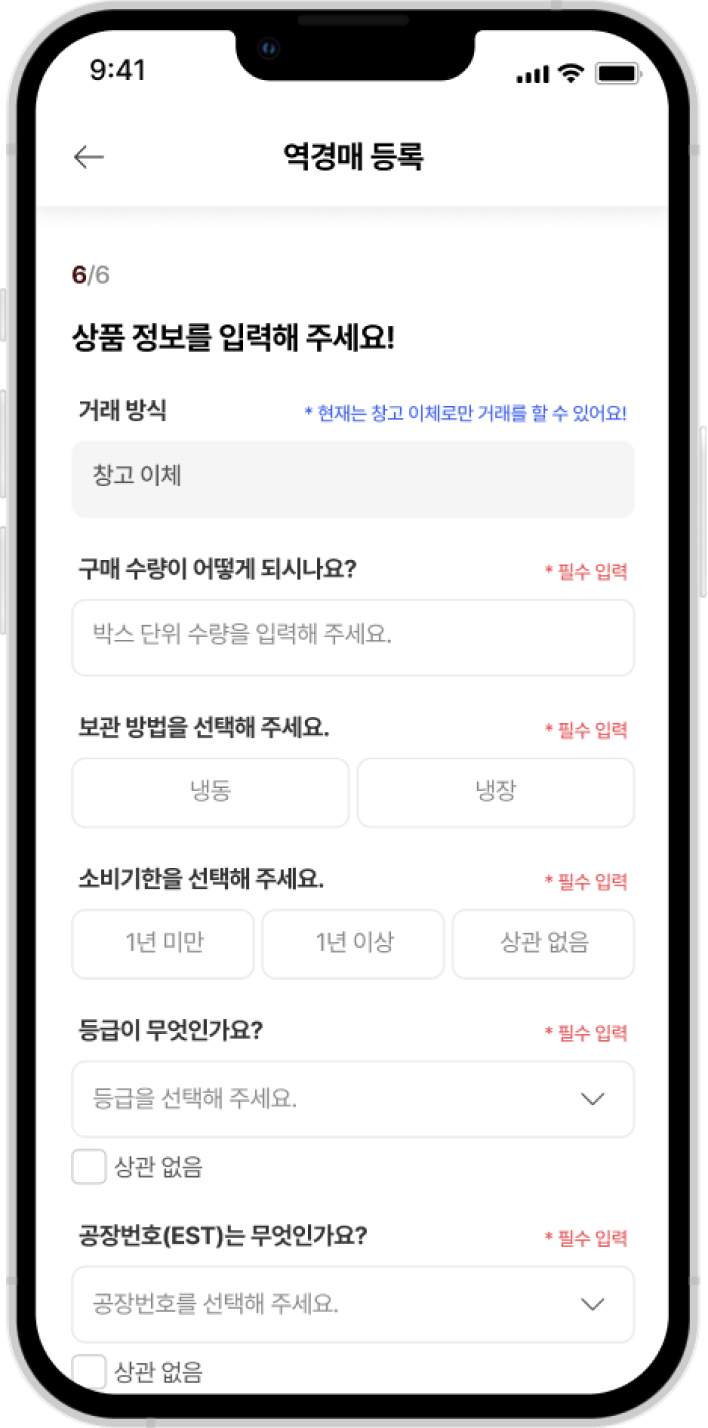 9:41
역경매 등록
6/6
상품 정보를 입력해 주세요!
거래 방식 * 현재는 창고 이체로만 거래를 할 수 있어요!
창고 이체
구매 수량이 어떻게 되시나요? * 필수 입력
박스 단위 수량을 입력해 주세요.
보관 방법을 선택해 주세요. * 필수 입력
냉동 냉장
소비기한을 선택해 주세요. * 필수 입력
1년 미만 1년 이상 상관 없음
등급이 무엇인가요? * 필수 입력
등급을 선택해 주세요.
상관 없음
공장번호(EST)는 무엇인가요? * 필수 입력
공장번호를 선택해 주세요.
상관 없음